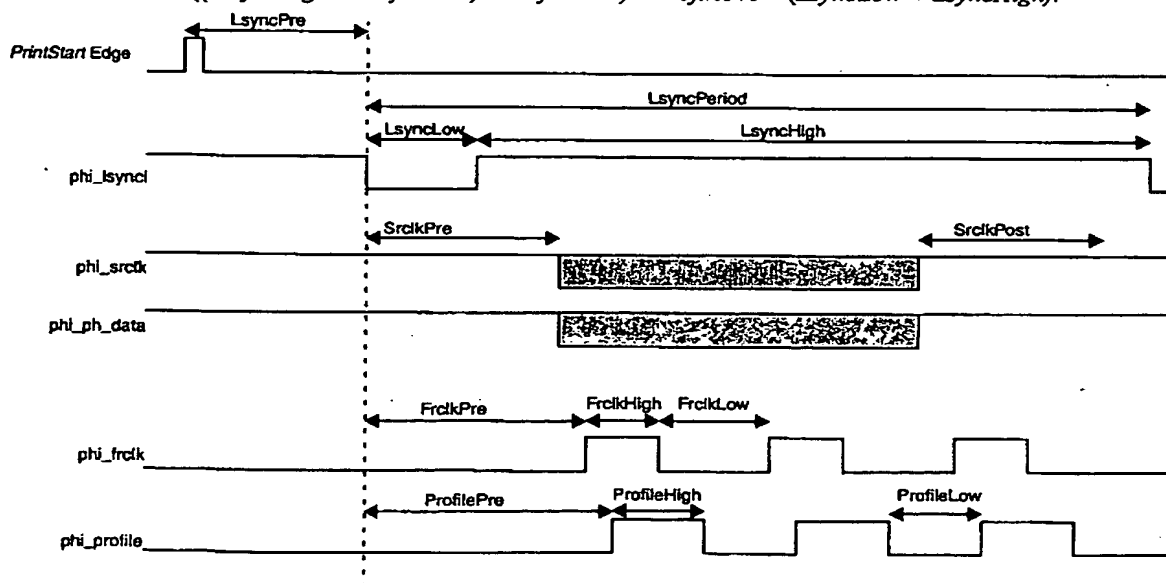 LsyncPre
PrintStart Edge
LsyncPeriod
LsyncLow LsyncHigh
phi_lsyncl
SrclkPre SrclkPost
phi_srclk
phi_ph_data
FrclkPre FrclkHigh FrclkLow
phi_frclk
ProfilePre ProfileHigh ProfileLow
phi_profile